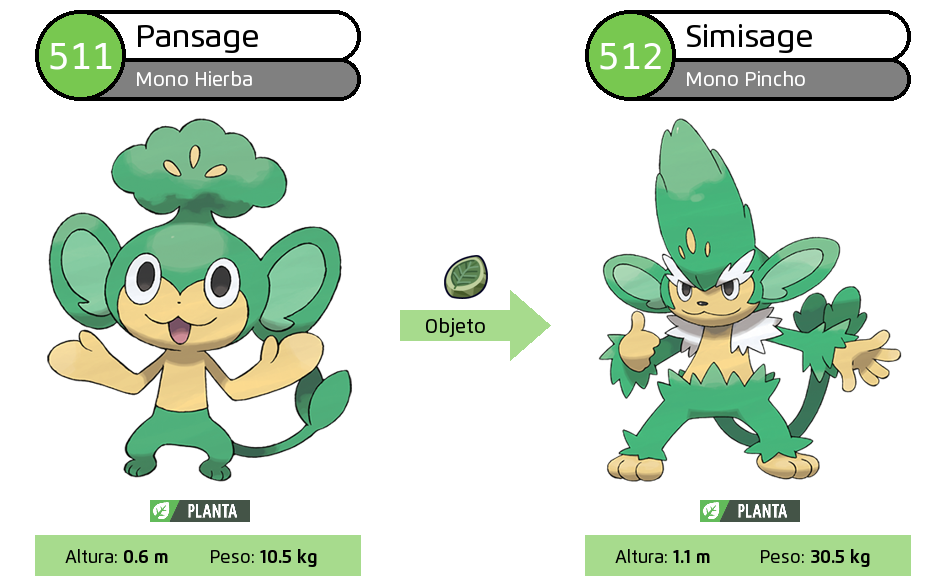 511
Pansage
Mono Hierba
512
Simisage
Mono Pincho
Objeto
PLANTA
PLANTA
Altura: 0.6 m Peso: 10.5 kg
Altura: 1.1 m Peso: 30.5 kg